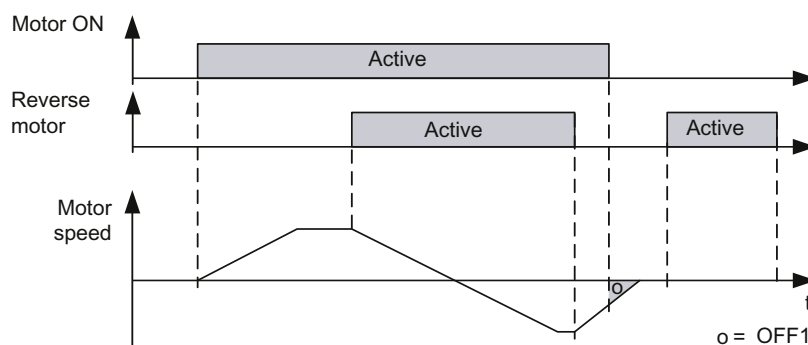 Motor ON
Active
Reverse
motor
Active
Active
Motor
speed
o
t
o = OFF1